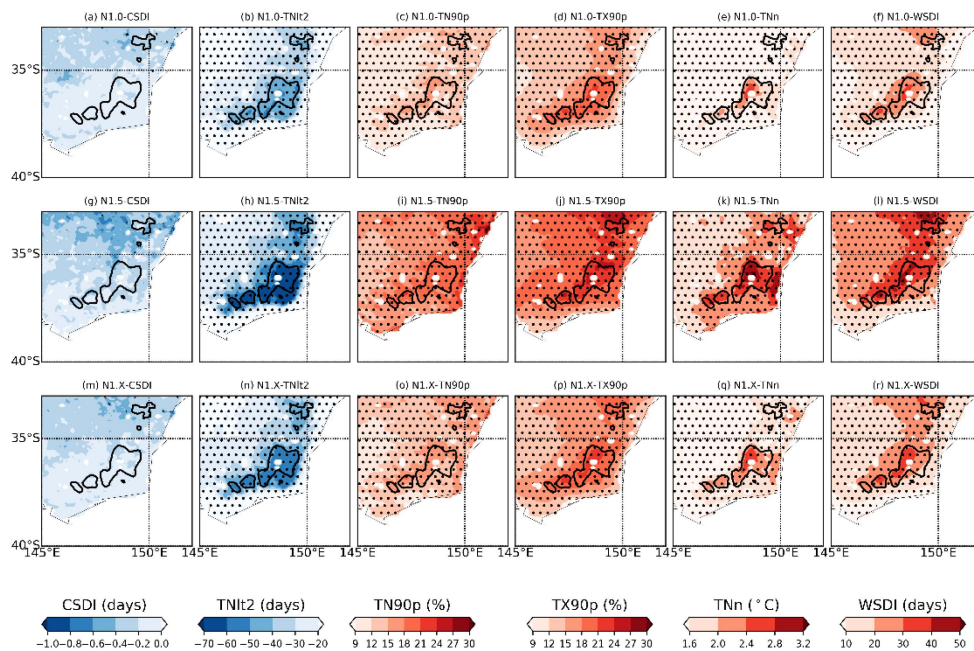 (a) N1.0-CSDI (b) N1.0-TNlt2 (c) N1.0-TN90p (d) N1.0-TX90p (e) N1.0-TNn (f) N1.0-WSDI
35°S
40°S
(g) N1.5-CSDI (h) N1.5-TNlt2 (i) N1.5-TN90p (j) N1.5-TX90p (k) N1.5-TNn (l) N1.5-WSDI
35°S
40°S
(m) N1.X-CSDI (n) N1.X-TNlt2 (o) N1.X-TN90p (p) N1.X-TX90p (q) N1.X-TNn (r) N1.X-WSDI
35°S
40°S
145°E 150°E 145°E 150°E 145°E 150°E 145°E 150°E 145°E 150°E 145°E 150°E
CSDI (days) TNlt2 (days) TN90p (%) TX90p (%) TNn (°C) WSDI (days)
−1.0 −0.8 −0.6 −0.4 −0.2 0.0 −70 −60 −50 −40 −30 −20 9 12 15 18 21 24 27 30 9 12 15 18 21 24 27 30 1.6 2.0 2.4 2.8 3.2 10 20 30 40 50